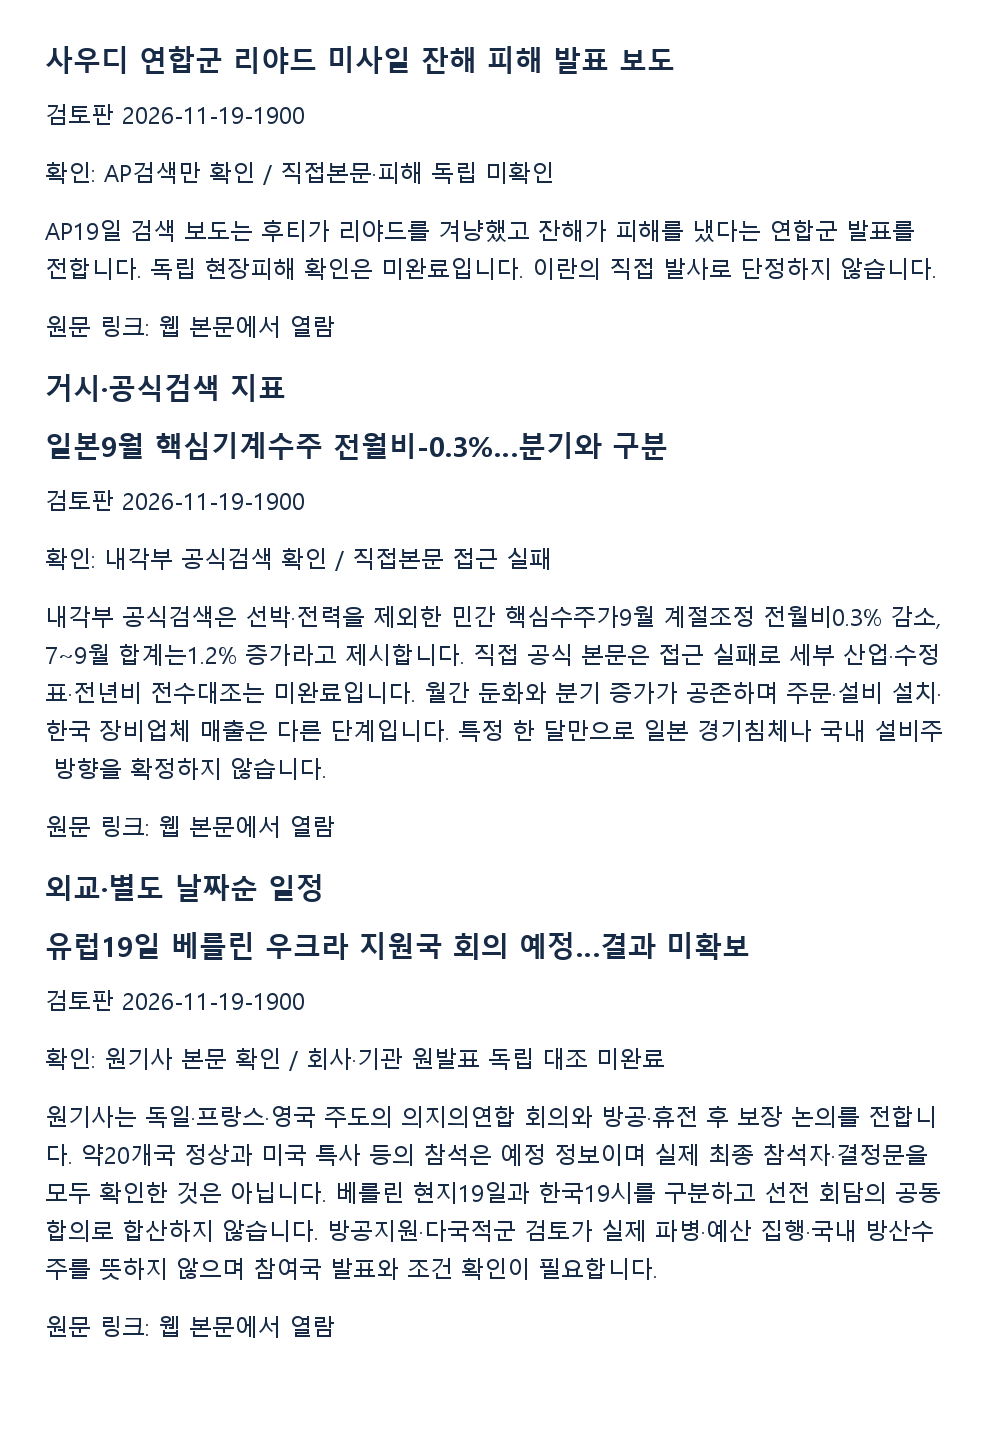 사우디 연합군 리야드 미사일 잔해 피해 발표 보도
검토판 2026-11-19-1900
확인: AP검색만 확인 / 직접본문·피해 독립 미확인
AP19일 검색 보도는 후티가 리야드를 겨냥했고 잔해가 피해를 냈다는 연합군 발표를
전합니다. 독립 현장피해 확인은 미완료입니다. 이란의 직접 발사로 단정하지 않습니다.
원문 링크: 웹 본문에서 열람
거시·공식검색 지표
일본9월 핵심기계수주 전월비-0.3%...분기와 구분
검토판 2026-11-19-1900
확인: 내각부 공식검색 확인 / 직접본문 접근 실패
내각부 공식검색은 선박·전력을 제외한 민간 핵심수주가9월 계절조정 전월비0.3% 감소,
7~9월 합계는1.2% 증가라고 제시합니다. 직접 공식 본문은 접근 실패로 세부 산업·수정
표·전년비 전수대조는 미완료입니다. 월간 둔화와 분기 증가가 공존하며 주문·설비 설치·
한국 장비업체 매출은 다른 단계입니다. 특정 한 달만으로 일본 경기침체나 국내 설비주
방향을 확정하지 않습니다.
원문 링크: 웹 본문에서 열람
외교·별도 날짜순 일정
유럽19일 베를린 우크라 지원국 회의 예정...결과 미확보
검토판 2026-11-19-1900
확인: 원기사 본문 확인 / 회사·기관 원발표 독립 대조 미완료
원기사는 독일·프랑스·영국 주도의 의지의연합 회의와 방공·휴전 후 보장 논의를 전합니
다. 약20개국 정상과 미국 특사 등의 참석은 예정 정보이며 실제 최종 참석자·결정문을
모두 확인한 것은 아닙니다. 베를린 현지19일과 한국19시를 구분하고 선전 회담의 공동
합의로 합산하지 않습니다. 방공지원·다국적군 검토가 실제 파병·예산 집행·국내 방산수
주를 뜻하지 않으며 참여국 발표와 조건 확인이 필요합니다.
원문 링크: 웹 본문에서 열람